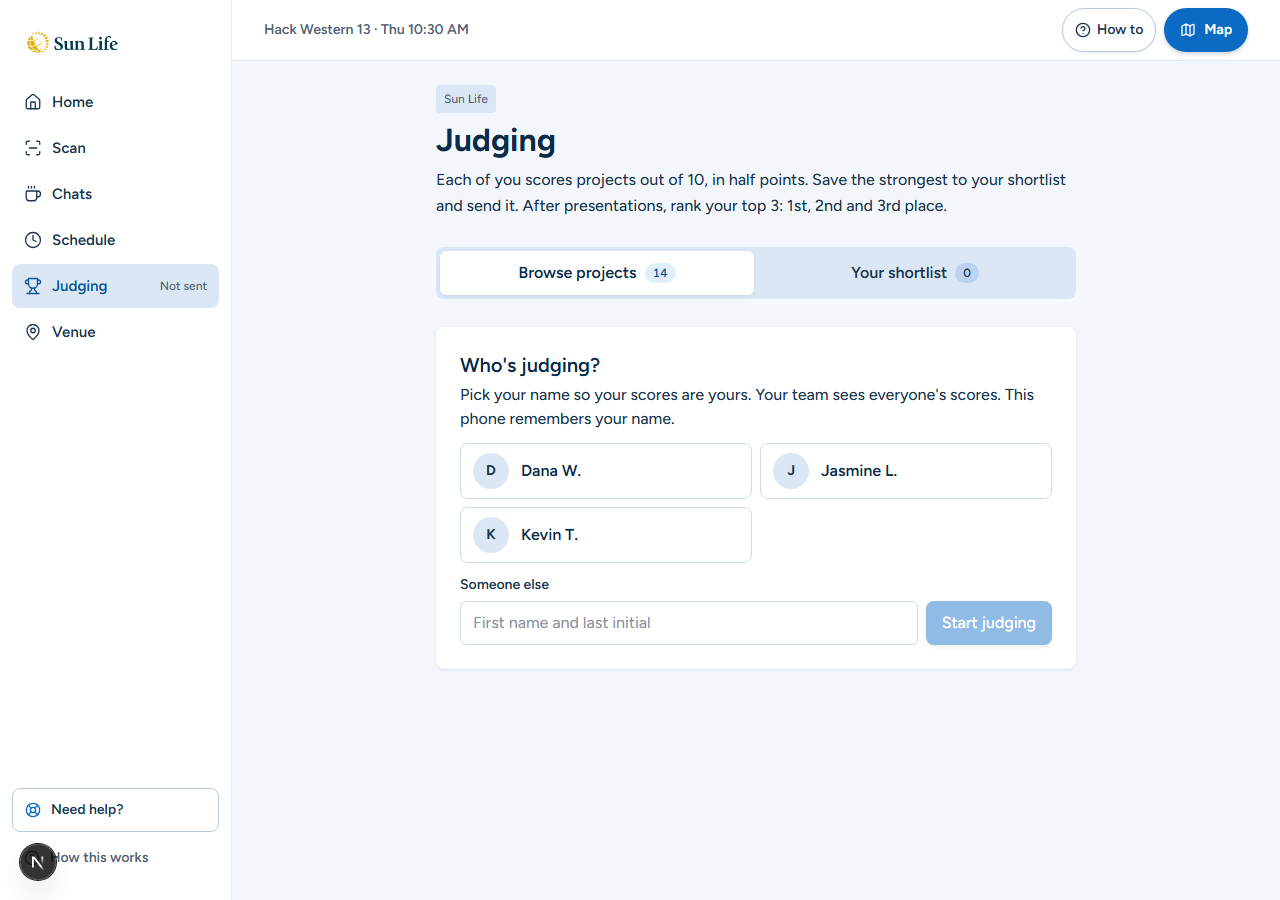 Sun Life
Home
Scan
Chats
Schedule
Judging Not sent
Venue
Need help?
How this works
N
Hack Western 13 · Thu 10:30 AM
How to
Map
Sun Life
Judging
Each of you scores projects out of 10, in half points. Save the strongest to your shortlist
and send it. After presentations, rank your top 3: 1st, 2nd and 3rd place.
Browse projects 14
Your shortlist 0
Who's judging?
Pick your name so your scores are yours. Your team sees everyone's scores. This
phone remembers your name.
D Dana W.
J Jasmine L.
K Kevin T.
Someone else
First name and last initial
Start judging